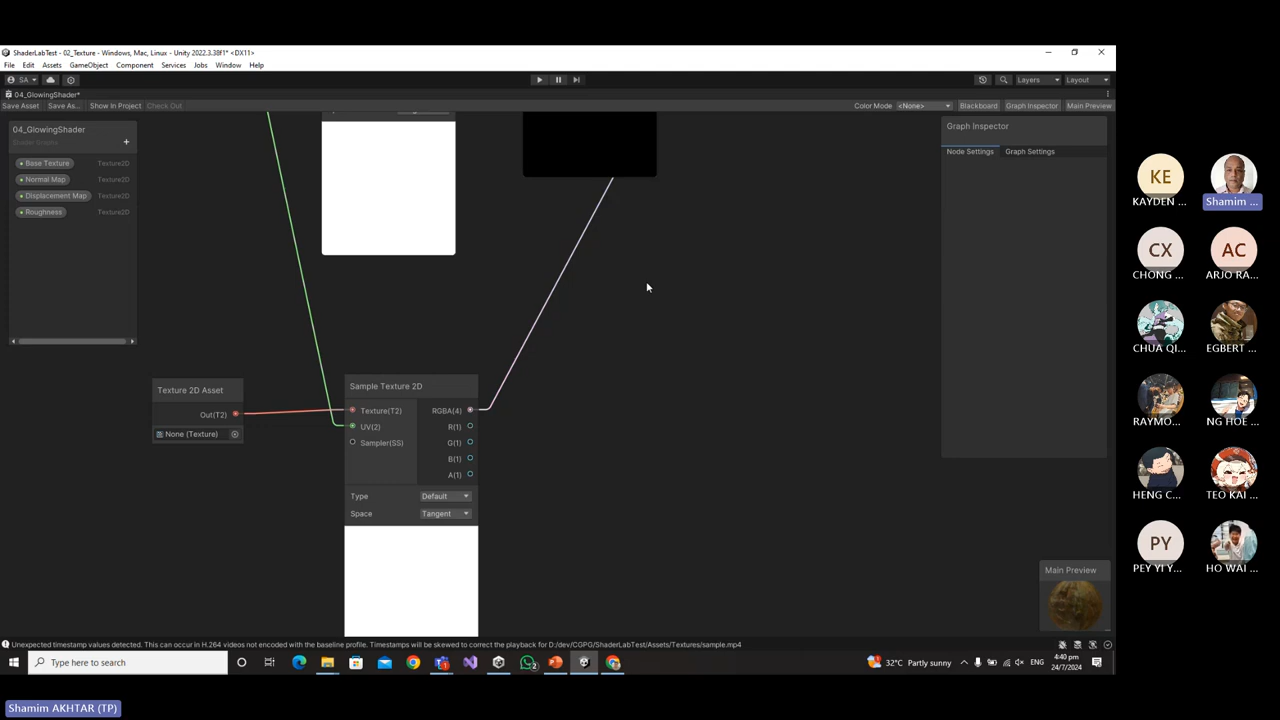 ShaderLabTest - 02_Texture - Windows, Mac, Linux - Unity 2022.3.38f1* <DX11>
File Edit Assets GameObject Component Services Jobs Window Help
SA Layers Layout
04_GlowingShader*
Save Asset Save As... Show In Project Check Out Color Mode <None> Blackboard Graph Inspector Main Preview
04_GlowingShader
Shader Graphs
Base Texture Texture2D
Normal Map Texture2D
Displacement Map Texture2D
Roughness Texture2D
Graph Inspector
Node Settings Graph Settings
Texture 2D Asset
Out(T2)
None (Texture)
Sample Texture 2D
Texture(T2) RGBA(4)
UV(2) R(1)
Sampler(SS) G(1)
B(1)
A(1)
Type Default
Space Tangent
Main Preview
Unexpected timestamp values detected. This can occur in H.264 videos not encoded with the baseline profile. Timestamps will be skewed to correct the playback for D:/dev/CGPG/ShaderLabTest/Assets/Textures/sample.mp4
Type here to search
32°C Partly sunny
ENG
4:40 pm
24/7/2024
KE
KAYDEN ... Shamim ...
CX AC
CHONG ... ARJO RA...
CHUA QI... EGBERT ...
RAYMO... NG HOE ...
HENG C... TEO KAI ...
PY
PEY YI Y... HO WAI ...
Shamim AKHTAR (TP)